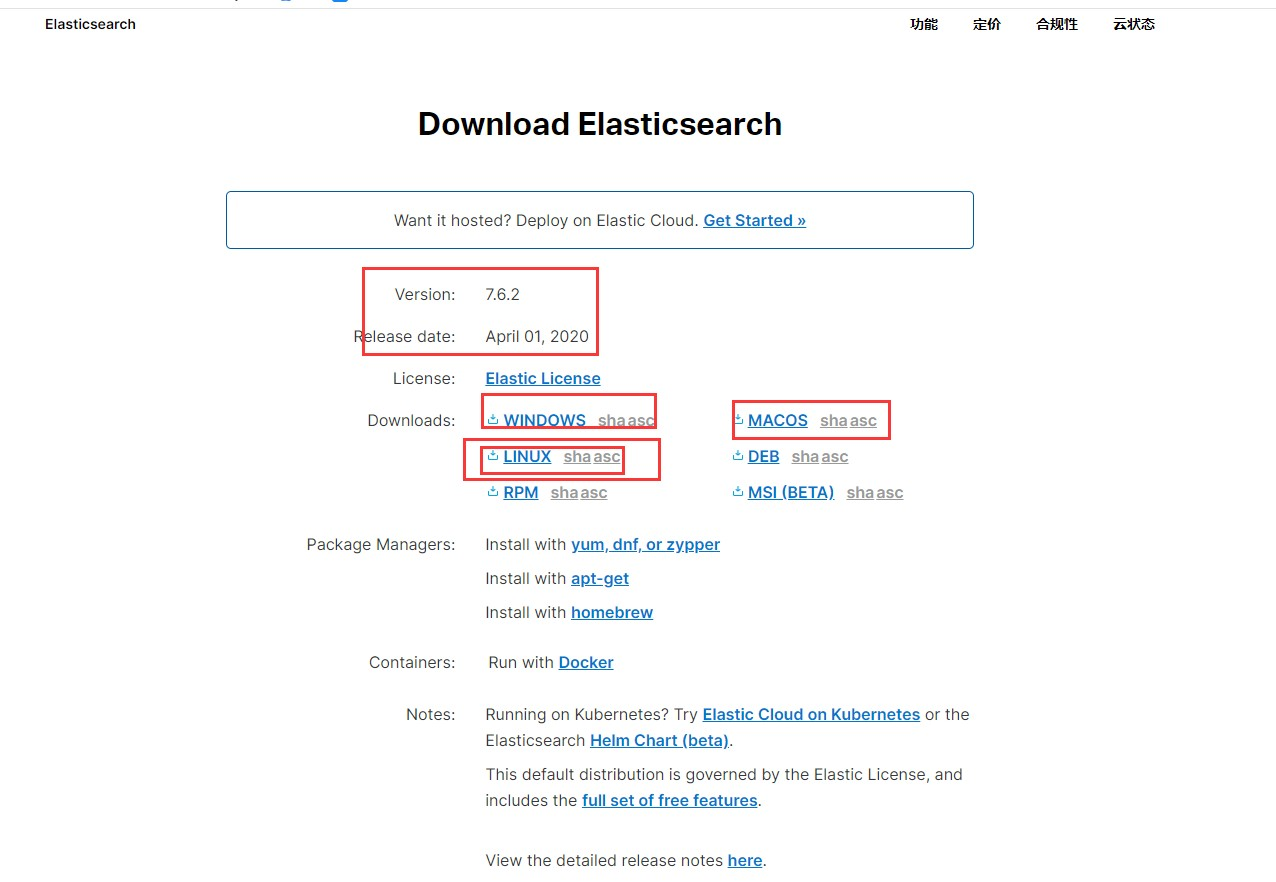 Elasticsearch 功能 定价 合规性 云状态
Download Elasticsearch
Want it hosted? Deploy on Elastic Cloud. Get Started »
Version: 7.6.2
Release date: April 01, 2020
License: Elastic License
Downloads: WINDOWS sha asc MACOS sha asc
LINUX sha asc DEB sha asc
RPM sha asc MSI (BETA) sha asc
Package Managers: Install with yum, dnf, or zypper
Install with apt-get
Install with homebrew
Containers: Run with Docker
Notes: Running on Kubernetes? Try Elastic Cloud on Kubernetes or the
Elasticsearch Helm Chart (beta).
This default distribution is governed by the Elastic License, and
includes the full set of free features.
View the detailed release notes here.